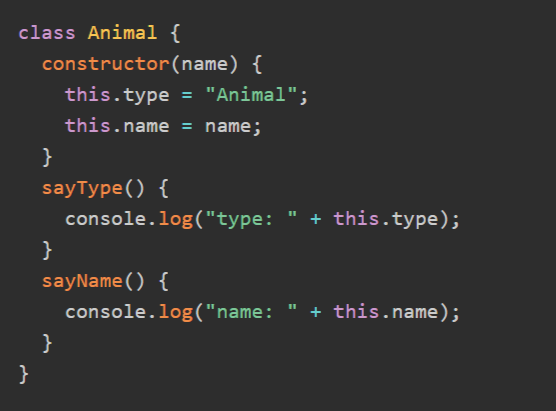 class Animal {
  constructor(name) {
    this.type = "Animal";
    this.name = name;
  }
  sayType() {
    console.log("type: " + this.type);
  }
  sayName() {
    console.log("name: " + this.name);
  }
}